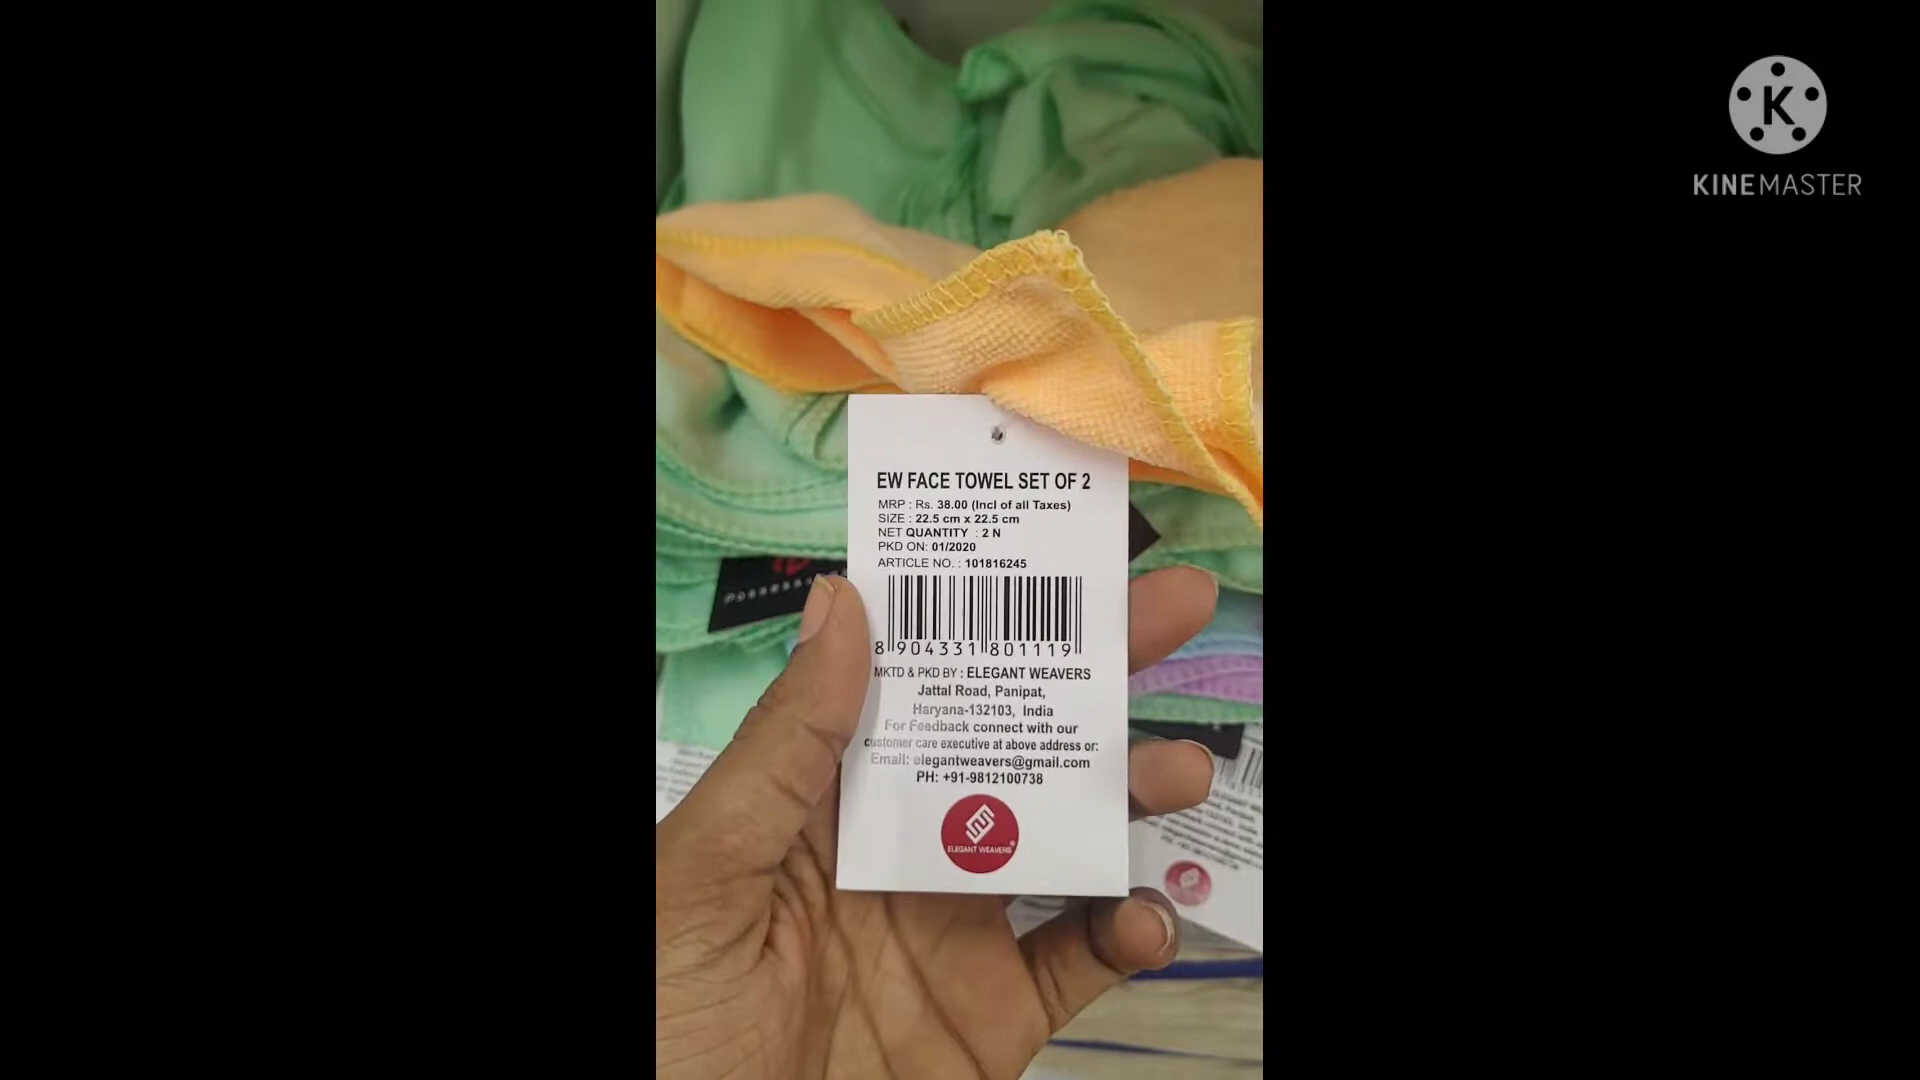 EW FACE TOWEL SET OF 2
MRP : Rs. 38.00 (Incl of all Taxes)
SIZE : 22.5 cm x 22.5 cm
NET QUANTITY : 2 N
PKD ON: 01/2020
ARTICLE NO. : 101816245
8 904331 801119
MKTD & PKD BY : ELEGANT WEAVERS
Jattal Road, Panipat,
Haryana-132103, India
For Feedback connect with our
customer care executive at above address or:
Email: elegantweavers@gmail.com
PH: +91-9812100738
ELEGANT WEAVERS®
K
KINEMASTER